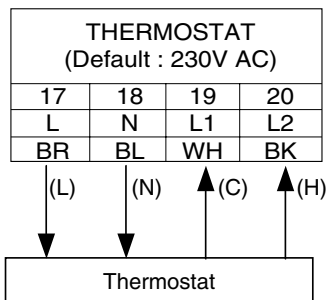 THERMOSTAT
(Default : 230V AC)
17 18 19 20
L N L1 L2
BR BL WH BK
(L) (N) (C) (H)
Thermostat